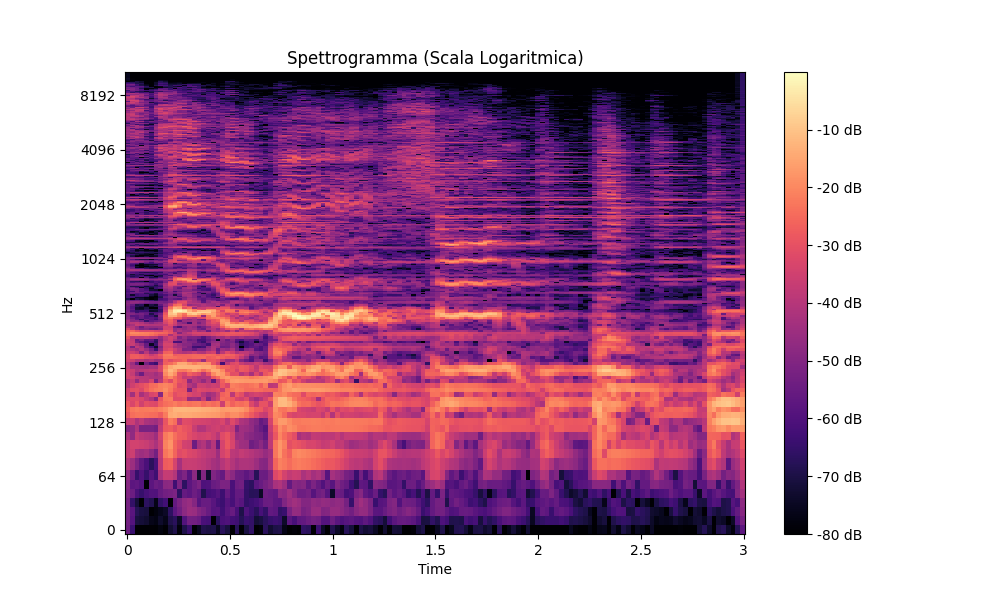 Spettrogramma (Scala Logaritmica)
8192
4096
2048
1024
512
256
128
64
0
Hz
0
0.5
1
1.5
2
2.5
3
Time
-10 dB
-20 dB
-30 dB
-40 dB
-50 dB
-60 dB
-70 dB
-80 dB